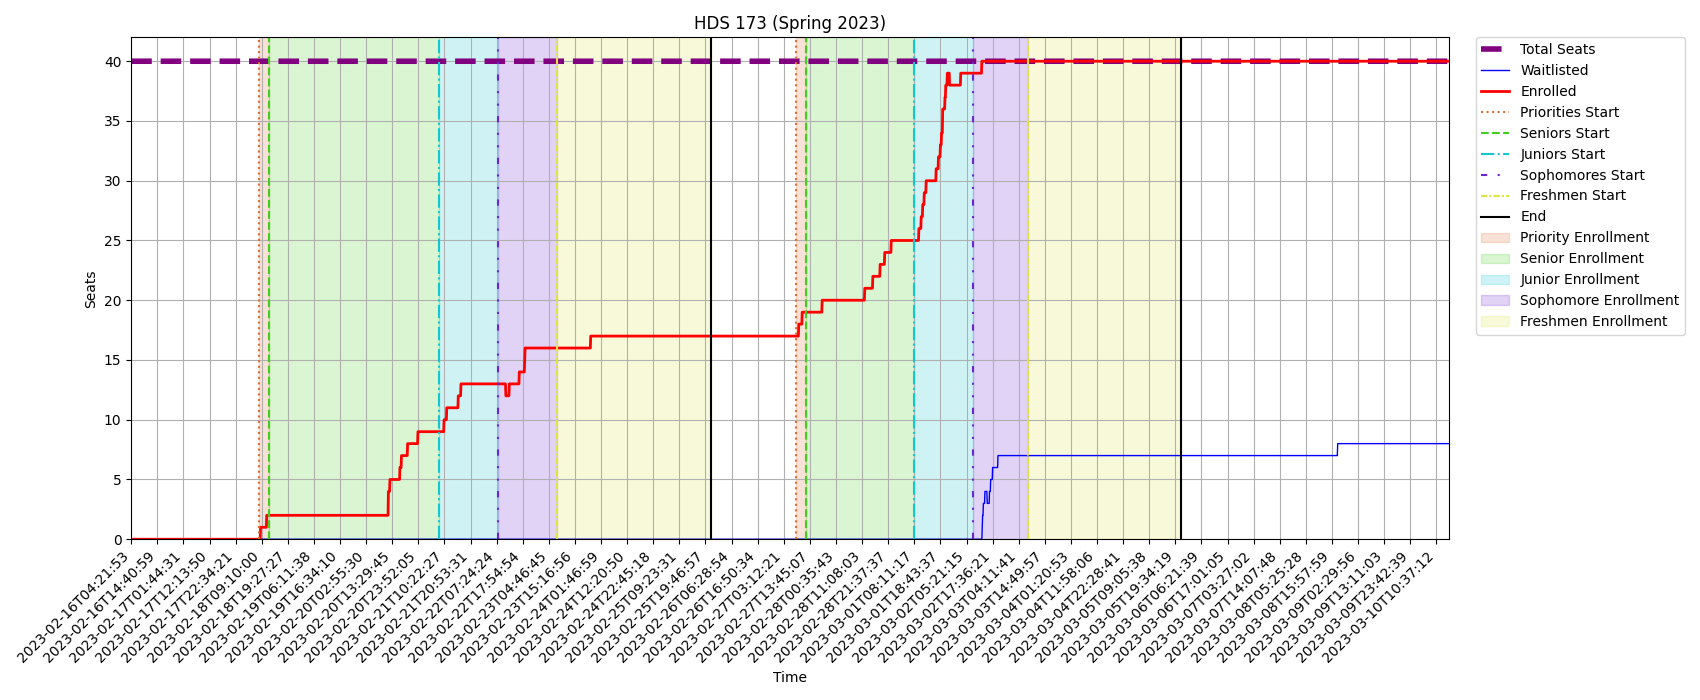 HDS 173 (Spring 2023)
Seats
0
5
10
15
20
25
30
35
40
2023-02-16T04:21:53
2023-02-16T14:40:59
2023-02-17T01:44:31
2023-02-17T12:13:50
2023-02-17T22:34:21
2023-02-18T09:10:00
2023-02-18T19:27:27
2023-02-19T06:11:38
2023-02-19T16:34:10
2023-02-20T02:55:30
2023-02-20T13:29:45
2023-02-20T23:52:05
2023-02-21T10:22:27
2023-02-21T20:53:31
2023-02-22T07:24:24
2023-02-22T17:54:54
2023-02-23T04:46:45
2023-02-23T15:16:56
2023-02-24T01:46:59
2023-02-24T12:20:50
2023-02-24T22:45:18
2023-02-25T09:23:31
2023-02-25T19:46:57
2023-02-26T06:28:54
2023-02-26T16:50:34
2023-02-27T03:12:21
2023-02-27T13:45:07
2023-02-28T00:35:43
2023-02-28T11:08:03
2023-02-28T21:37:37
2023-03-01T08:11:17
2023-03-01T18:43:37
2023-03-02T05:21:15
2023-03-02T17:36:21
2023-03-03T04:11:41
2023-03-03T14:49:57
2023-03-04T01:20:53
2023-03-04T11:58:06
2023-03-04T22:28:41
2023-03-05T09:05:38
2023-03-05T19:34:19
2023-03-06T06:21:39
2023-03-06T17:01:05
2023-03-07T03:27:02
2023-03-07T14:07:48
2023-03-08T05:25:28
2023-03-08T15:57:59
2023-03-09T02:29:56
2023-03-09T13:11:03
2023-03-09T23:42:39
2023-03-10T10:37:12
Time
Total Seats
Waitlisted
Enrolled
Priorities Start
Seniors Start
Juniors Start
Sophomores Start
Freshmen Start
End
Priority Enrollment
Senior Enrollment
Junior Enrollment
Sophomore Enrollment
Freshmen Enrollment